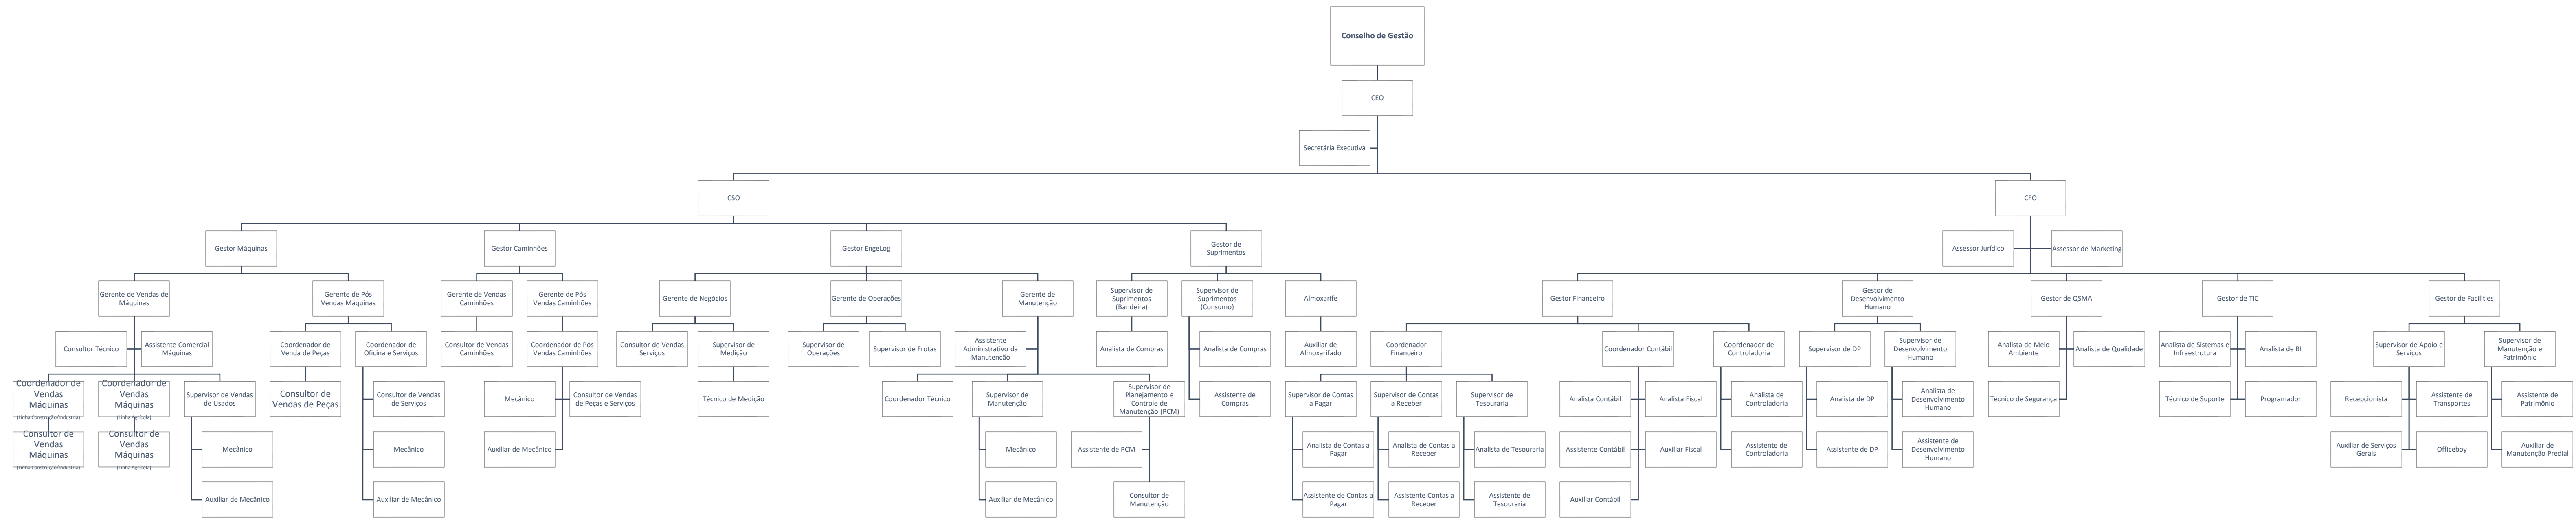 Conselho de Gestão
CEO
Secretária Executiva
CSO
CFO
Gestor Máquinas
Gestor Caminhões
Gestor EngeLog
Gestor de
Suprimentos
Assessor Jurídico
Assessor de Marketing
Gerente de Vendas de
Máquinas
Gerente de Pós
Vendas Máquinas
Gerente de Vendas
Caminhões
Gerente de Pós
Vendas Caminhões
Gerente de Negócios
Gerente de Operações
Gerente de
Manutenção
Supervisor de
Suprimentos
(Bandeira)
Supervisor de
Suprimentos
(Consumo)
Almoxarife
Gestor Financeiro
Gestor de
Desenvolvimento
Humano
Gestor de QSMA
Gestor de TIC
Gestor de Facilities
Consultor Técnico
Assistente Comercial
Máquinas
Coordenador de
Venda de Peças
Coordenador de
Oficina e Serviços
Consultor de Vendas
Caminhões
Coordenador de Pós
Vendas Caminhões
Consultor de Vendas
Serviços
Supervisor de
Medição
Supervisor de
Operações
Supervisor de Frotas
Assistente
Administrativo da
Manutenção
Analista de Compras
Analista de Compras
Auxiliar de
Almoxarifado
Coordenador
Financeiro
Coordenador Contábil
Coordenador de
Controladoria
Supervisor de DP
Supervisor de
Desenvolvimento
Humano
Analista de Meio
Ambiente
Analista de Qualidade
Analista de Sistemas e
Infraestrutura
Analista de BI
Supervisor de Apoio e
Serviços
Supervisor de
Manutenção e
Patrimônio
Coordenador de
Vendas
Máquinas
(Linha Construção/Industria)
Coordenador de
Vendas
Máquinas
(Linha Agrícola)
Supervisor de Vendas
de Usados
Consultor de
Vendas de Peças
Consultor de Vendas
de Serviços
Mecânico
Consultor de Vendas
de Peças e Serviços
Técnico de Medição
Coordenador Técnico
Supervisor de
Manutenção
Supervisor de
Planejamento e
Controle de
Manutenção (PCM)
Assistente de
Compras
Supervisor de Contas
a Pagar
Supervisor de Contas
a Receber
Supervisor de
Tesouraria
Analista Contábil
Analista Fiscal
Analista de
Controladoria
Analista de DP
Analista de
Desenvolvimento
Humano
Técnico de Segurança
Técnico de Suporte
Programador
Recepcionista
Assistente de
Transportes
Assistente de
Patrimônio
Consultor de
Vendas
Máquinas
(Linha Construção/Industria)
Consultor de
Vendas
Máquinas
(Linha Agrícola)
Mecânico
Mecânico
Auxiliar de Mecânico
Mecânico
Assistente de PCM
Analista de Contas a
Pagar
Analista de Contas a
Receber
Analista de Tesouraria
Assistente Contábil
Auxiliar Fiscal
Assistente de
Controladoria
Assistente de DP
Assistente de
Desenvolvimento
Humano
Auxiliar de Serviços
Gerais
Officeboy
Auxiliar de
Manutenção Predial
Auxiliar de Mecânico
Auxiliar de Mecânico
Auxiliar de Mecânico
Consultor de
Manutenção
Assistente de Contas a
Pagar
Assistente Contas a
Receber
Assistente de
Tesouraria
Auxiliar Contábil